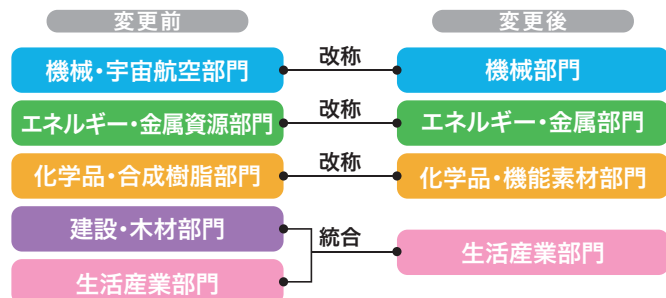 変更前
変更後
機械・宇宙航空部門
改称
機械部門
エネルギー・金属資源部門
改称
エネルギー・金属部門
化学品・合成樹脂部門
改称
化学品・機能素材部門
建設・木材部門
統合
生活産業部門
生活産業部門